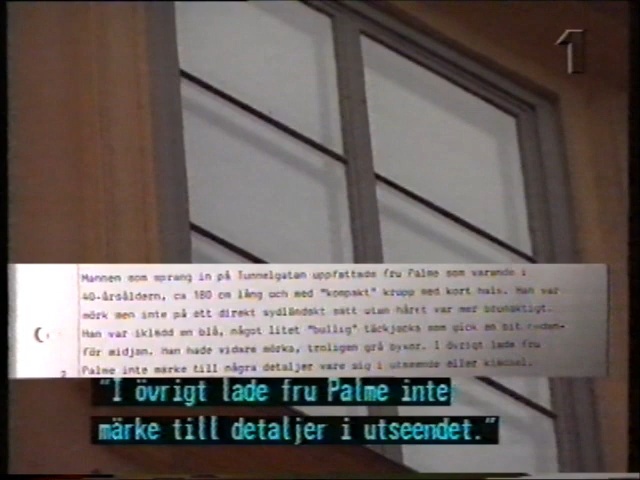 1
Mannen som sprang in på Tunnelgatan uppfattade fru Palme som varande i
40-årsåldern, ca 180 cm lång och med "kompakt" kropp med kort hals. Han var
mörk men inte på ett direkt sydländskt sätt utan håret var mer brunaktigt.
Han var iklädd en blå, något litet "bullig" täckjacka som gick en bit nedan-
för midjan. Han hade vidare mörka, troligen grå byxor. I övrigt lade fru
Palme inte märke till några detaljer vare sig i utseende eller klädsel.
"I övrigt lade fru Palme inte
märke till detaljer i utseendet."